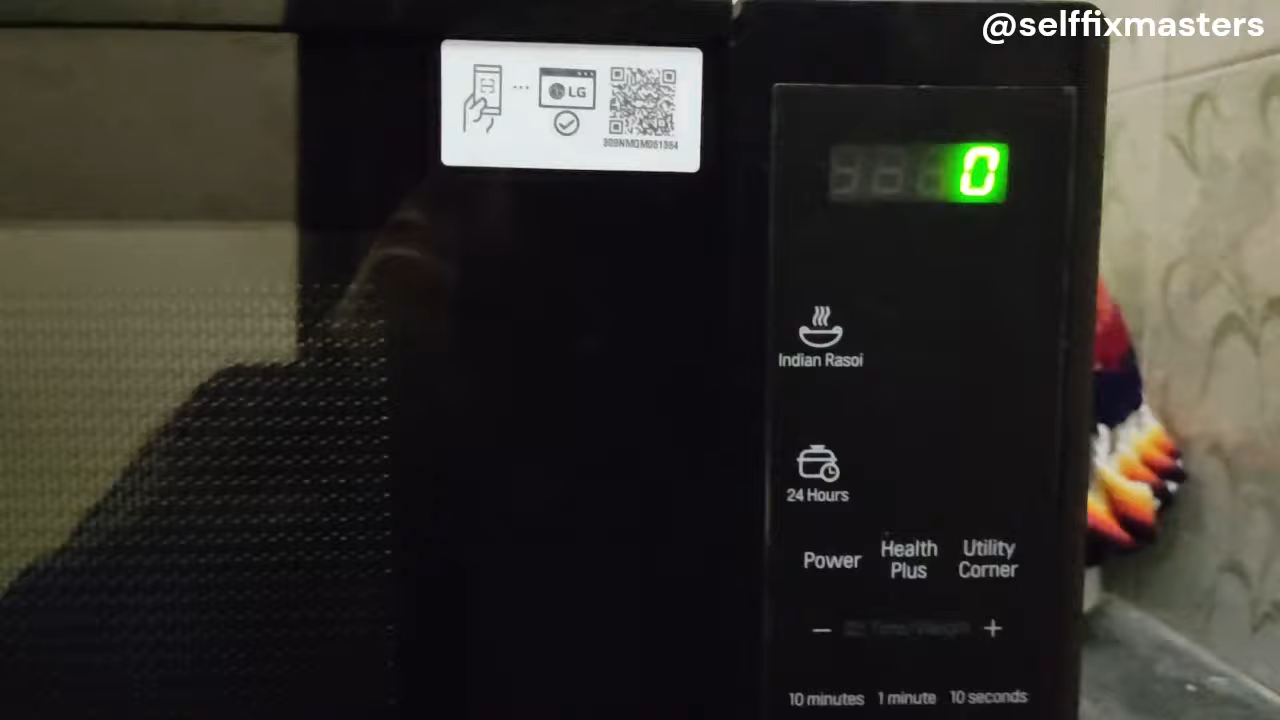 @selffixmasters
LG
0
Indian Rasoi
24 Hours
Power
Health
Plus
Utility
Corner
− +
10 minutes 1 minute 10 seconds